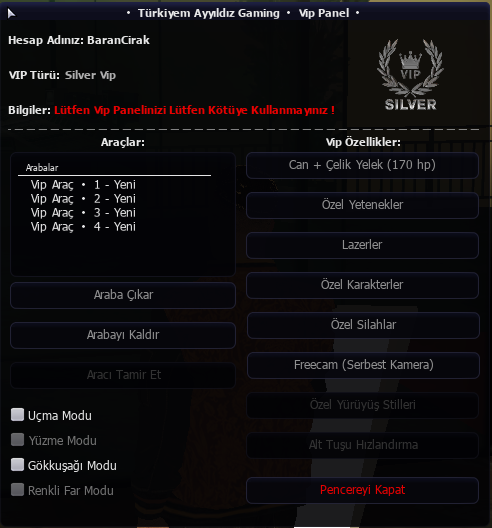 • Türkiyem Ayyıldız Gaming • Vip Panel •
Hesap Adınız: BaranCirak
VIP Türü: Silver Vip
VIP
SILVER
Bilgiler: Lütfen Vip Panelinizi Lütfen Kötüye Kullanmayınız !
Araçlar:
Arabalar
Vip Araç • 1 - Yeni
Vip Araç • 2 - Yeni
Vip Araç • 3 - Yeni
Vip Araç • 4 - Yeni
Araba Çıkar
Arabayı Kaldır
Aracı Tamir Et
Uçma Modu
Yüzme Modu
Gökkuşağı Modu
Renkli Far Modu
Vip Özellikler:
Can + Çelik Yelek (170 hp)
Özel Yetenekler
Lazerler
Özel Karakterler
Özel Silahlar
Freecam (Serbest Kamera)
Özel Yürüyüş Stilleri
Alt Tuşu Hızlandırma
Pencereyi Kapat